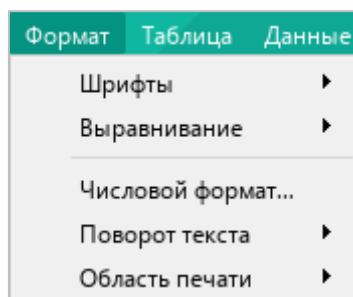 Формат Таблица Данные
Шрифты
Выравнивание
Числовой формат...
Поворот текста
Область печати